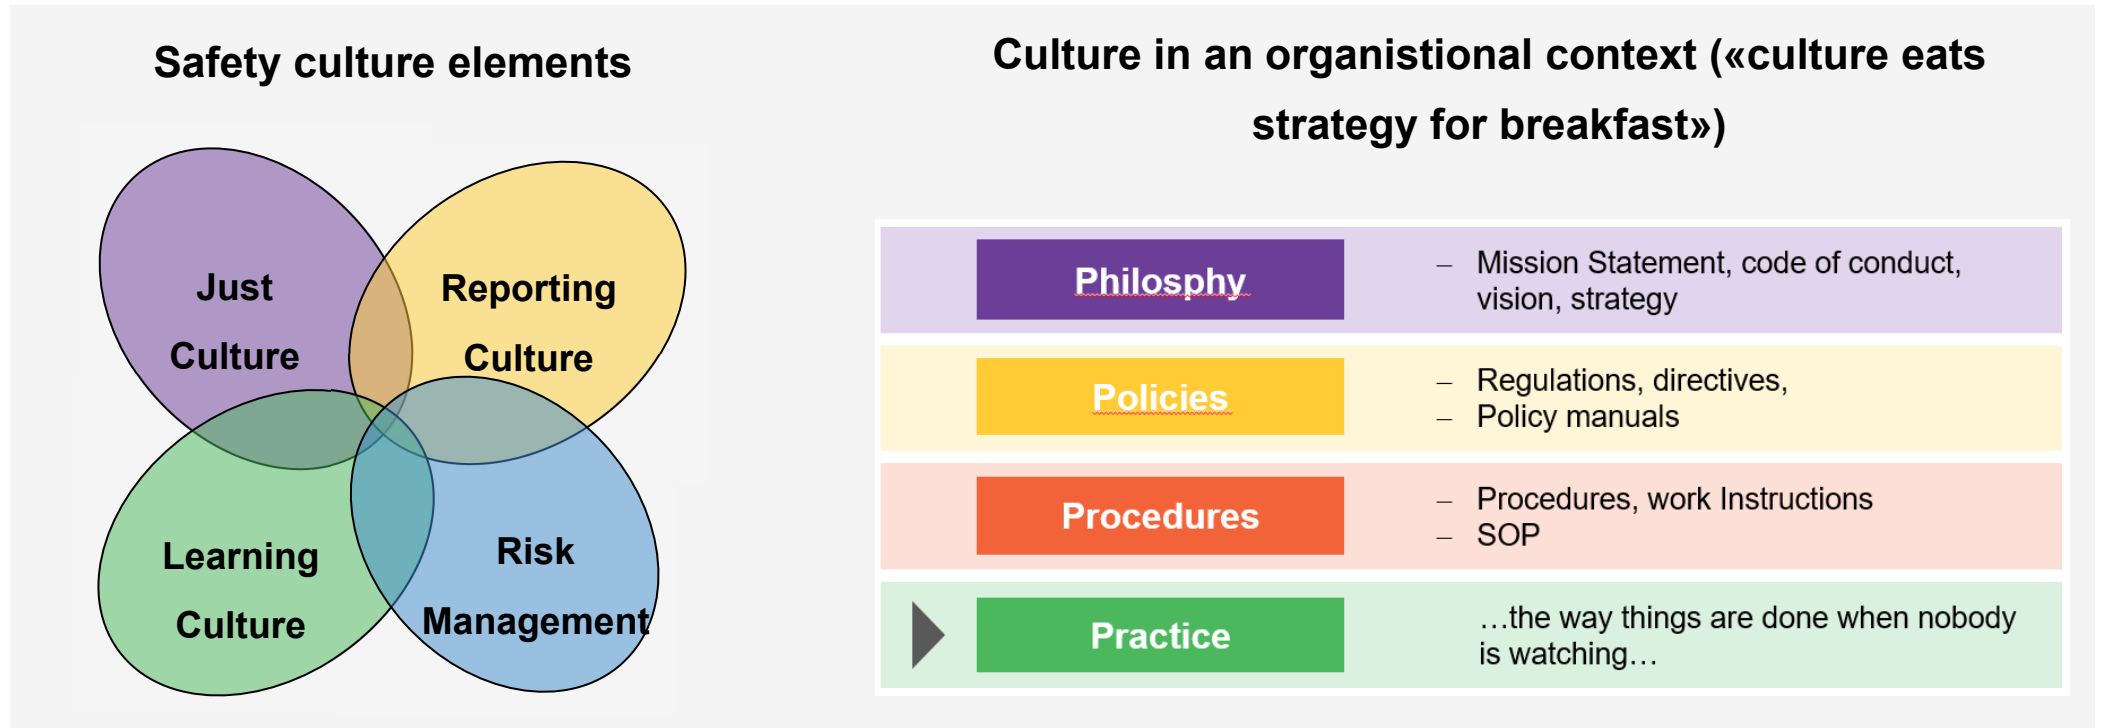 Safety culture elements
Just
Culture
Reporting
Culture
Learning
Culture
Risk
Management
Culture in an organistional context («culture eats
strategy for breakfast»)
Philosphy
– Mission Statement, code of conduct,
vision, strategy
Policies
– Regulations, directives,
– Policy manuals
Procedures
– Procedures, work Instructions
– SOP
Practice
…the way things are done when nobody
is watching…